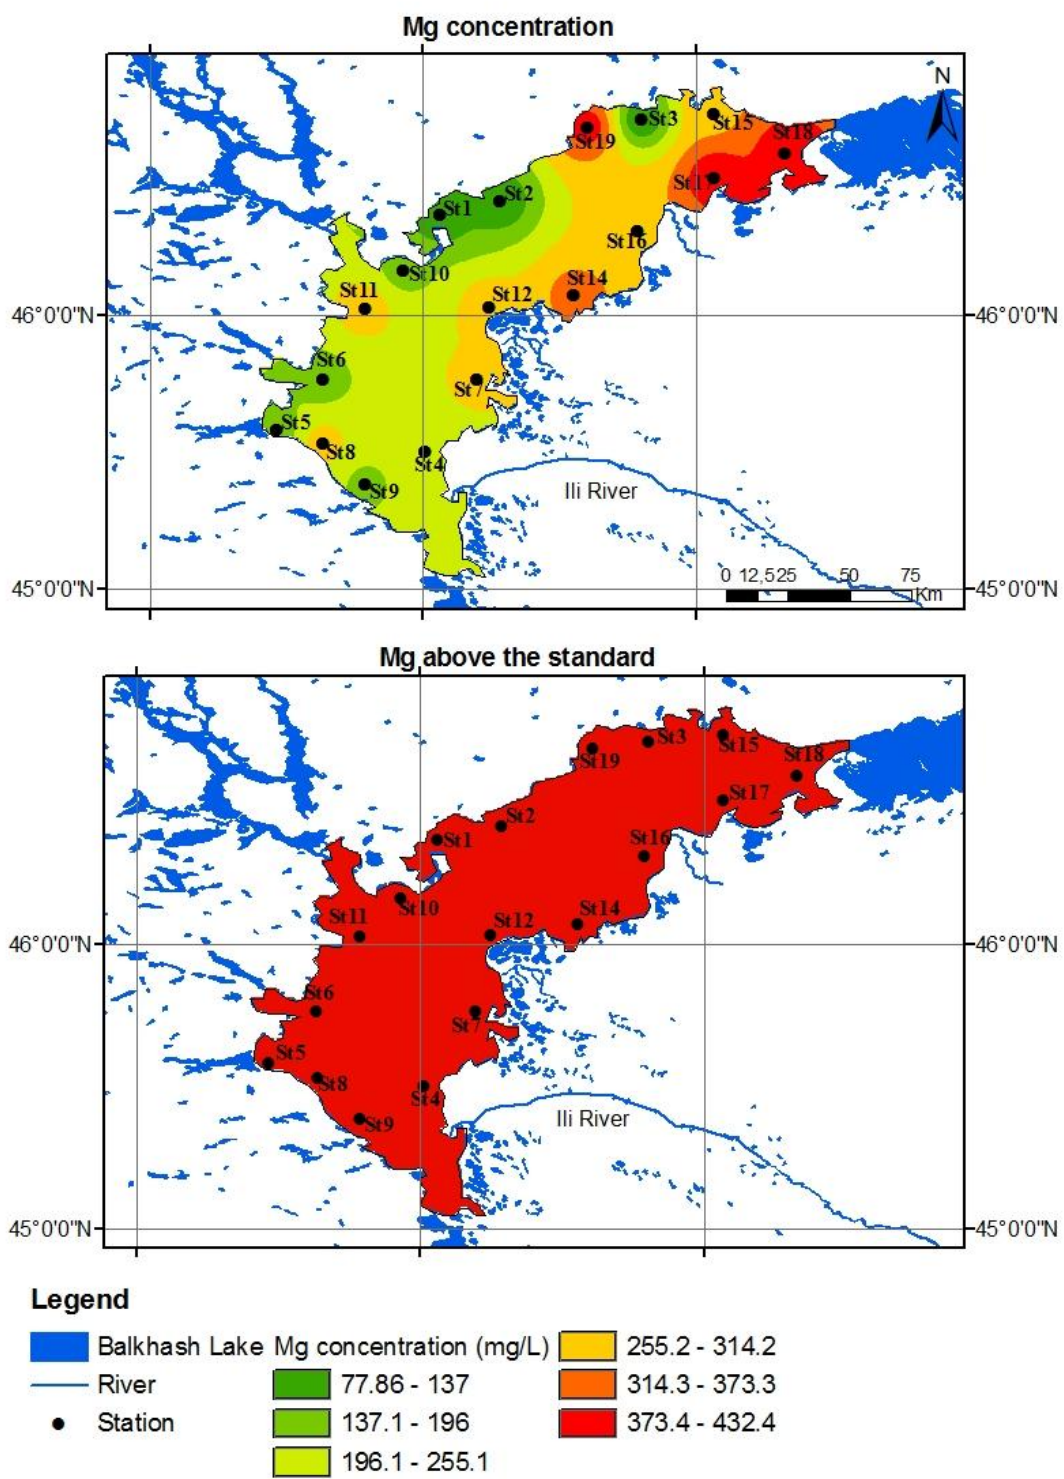 Mg concentration
N
St3
St15
St19
St18
St17
St2
St1
St16
St10
St14
St11
St12
46°0'0"N
46°0'0"N
St6
St7
St5
St8
St4
St9
Ili River
0 12,525 50 75
Km
45°0'0"N
45°0'0"N
Mg above the standard
St3
St15
St19
St18
St17
St2
St1
St16
St10
St14
St11
St12
46°0'0"N
46°0'0"N
St6
St7
St5
St8
St4
St9
Ili River
45°0'0"N
45°0'0"N
Legend
Balkhash Lake
River
Station
Mg concentration (mg/L)
77.86 - 137
137.1 - 196
196.1 - 255.1
255.2 - 314.2
314.3 - 373.3
373.4 - 432.4